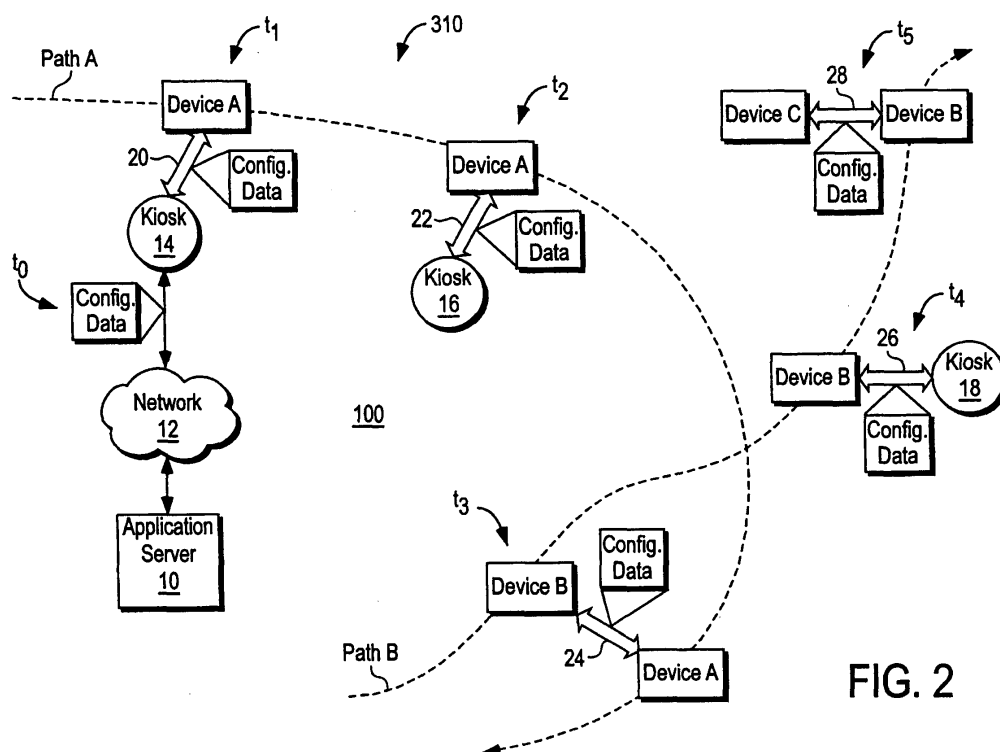 t1
310
t5
Path A
Device A
t2
28
Device C
Device B
20
Config.
Data
Device A
Config.
Data
Kiosk
14
22
Config.
Data
t0
Kiosk
16
Config.
Data
t4
26
Device B
Kiosk
18
Network
12
100
Config.
Data
t3
Application
Server
10
Config.
Data
Device B
24
Path B
Device A
FIG. 2